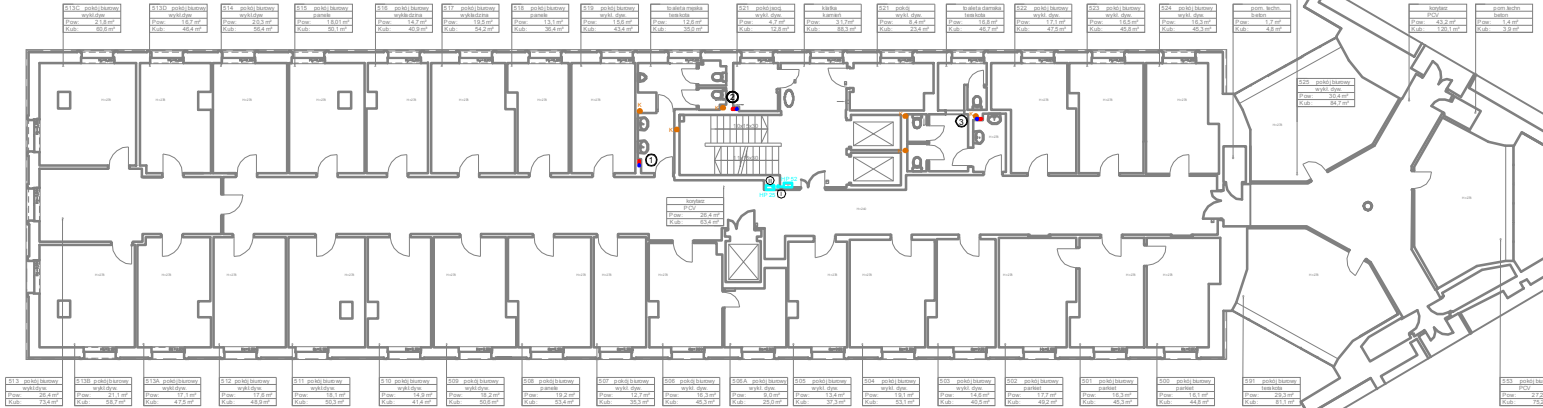 513C pokój biurowy
wykł.dyw
Pow: 21,8 m²
Kub: 60,6 m³
513D pokój biurowy
wykł.dyw
Pow: 16,7 m²
Kub: 46,4 m³
514 pokój biurowy
wykł.dyw
Pow: 20,3 m²
Kub: 56,4 m³
515 pokój biurowy
panele
Pow: 18,01 m²
Kub: 50,1 m³
516 pokój biurowy
wykładzina
Pow: 14,7 m²
Kub: 40,9 m³
517 pokój biurowy
wykładzina
Pow: 19,5 m²
Kub: 54,2 m³
518 pokój biurowy
panele
Pow: 13,1 m²
Kub: 36,4 m³
519 pokój biurowy
wykł. dyw.
Pow: 15,6 m²
Kub: 43,4 m³
toaleta męska
terakota
Pow: 12,6 m²
Kub: 35,0 m³
521 pokój socj.
wykł. dyw.
Pow: 4,7 m²
Kub: 12,8 m³
klatka
kamień
Pow: 31,7m²
Kub: 88,3 m³
521 pokój
wykł. dyw.
Pow: 8,4 m²
Kub: 23,4 m³
toaleta damska
terakota
Pow: 16,8 m²
Kub: 46,7 m³
522 pokój biurowy
wykł. dyw.
Pow: 17,1 m²
Kub: 47,5 m³
523 pokój biurowy
wykł. dyw.
Pow: 16,5 m²
Kub: 45,8 m³
524 pokój biurowy
wykł. dyw.
Pow: 16,3 m²
Kub: 45,3 m³
pom. techn.
beton
Pow: 1,7 m²
Kub: 4,8 m³
korytarz
PCV
Pow: 43,2 m²
Kub: 120,1 m³
pom.techn
beton
Pow: 1,4 m²
Kub: 3,9 m³
525 pokój biurowy
wykł. dyw.
Pow: 30,4 m²
Kub: 84,7 m³
K
2
3
1
K
korytarz
PCV
Pow: 26,4 m²
Kub: 83,4 m³
513 pokój biurowy
wykł.dyw.
Pow: 26,4 m²
Kub: 73,4 m³
513B pokój biurowy
wykł.dyw.
Pow: 21,1 m²
Kub: 58,7 m³
513A pokój biurowy
wykł.dyw.
Pow: 17,1 m²
Kub: 47,5 m³
512 pokój biurowy
wykł.dyw.
Pow: 17,6 m²
Kub: 48,9 m³
511 pokój biurowy
wykł.dyw.
Pow: 18,1 m²
Kub: 50,3 m³
510 pokój biurowy
wykł.dyw.
Pow: 14,9 m²
Kub: 41,4 m³
509 pokój biurowy
wykł.dyw.
Pow: 18,2 m²
Kub: 50,6 m³
508 pokój biurowy
panele
Pow: 19,2 m²
Kub: 53,4 m³
507 pokój biurowy
wykł. dyw.
Pow: 12,7 m²
Kub: 35,3 m³
506 pokój biurowy
wykł. dyw.
Pow: 16,3 m²
Kub: 45,3 m³
506A pokój biurowy
wykł. dyw.
Pow: 9,0 m²
Kub: 25,0 m³
505 pokój biurowy
wykł. dyw.
Pow: 13,4 m²
Kub: 37,3 m³
504 pokój biurowy
wykł. dyw.
Pow: 19,1 m²
Kub: 53,1 m³
503 pokój biurowy
wykł. dyw.
Pow: 14,6 m²
Kub: 40,5 m³
502 pokój biurowy
parkiet
Pow: 17,7 m²
Kub: 49,2 m³
501 pokój biurowy
parkiet
Pow: 16,3 m²
Kub: 45,3 m³
500 pokój biurowy
parkiet
Pow: 16,1 m²
Kub: 44,8 m³
591 pokój biurowy
terakota
Pow: 29,3 m²
Kub: 81,1 m³
553 pokój biurowy
PCV
Pow: 27,2
Kub: 75,2